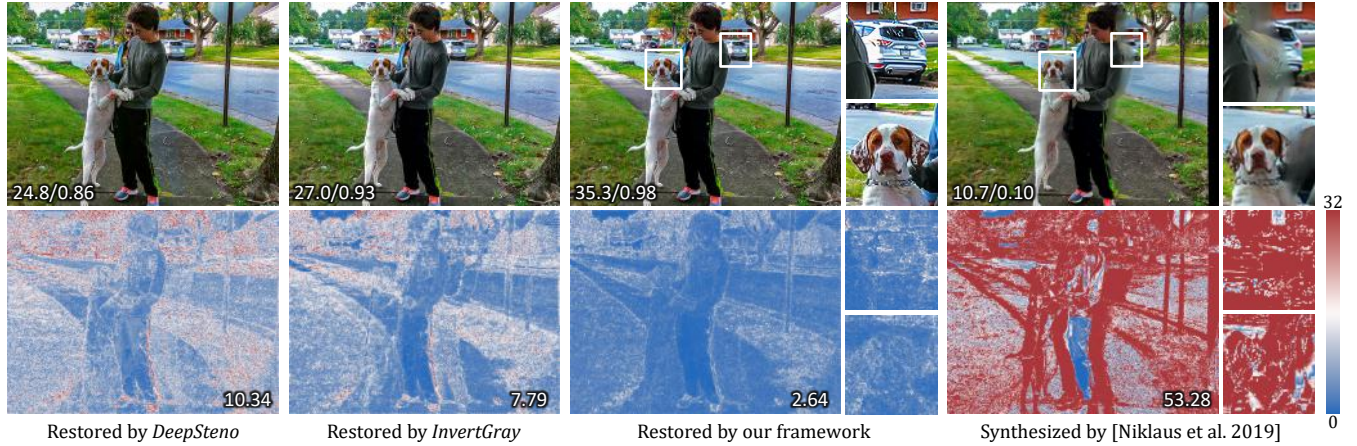 24.8/0.86
27.0/0.93
35.3/0.98
10.7/0.10
32
10.34
7.79
2.64
53.28
0
Restored by DeepSteno
Restored by InvertGray
Restored by our framework
Synthesized by [Niklaus et al. 2019]